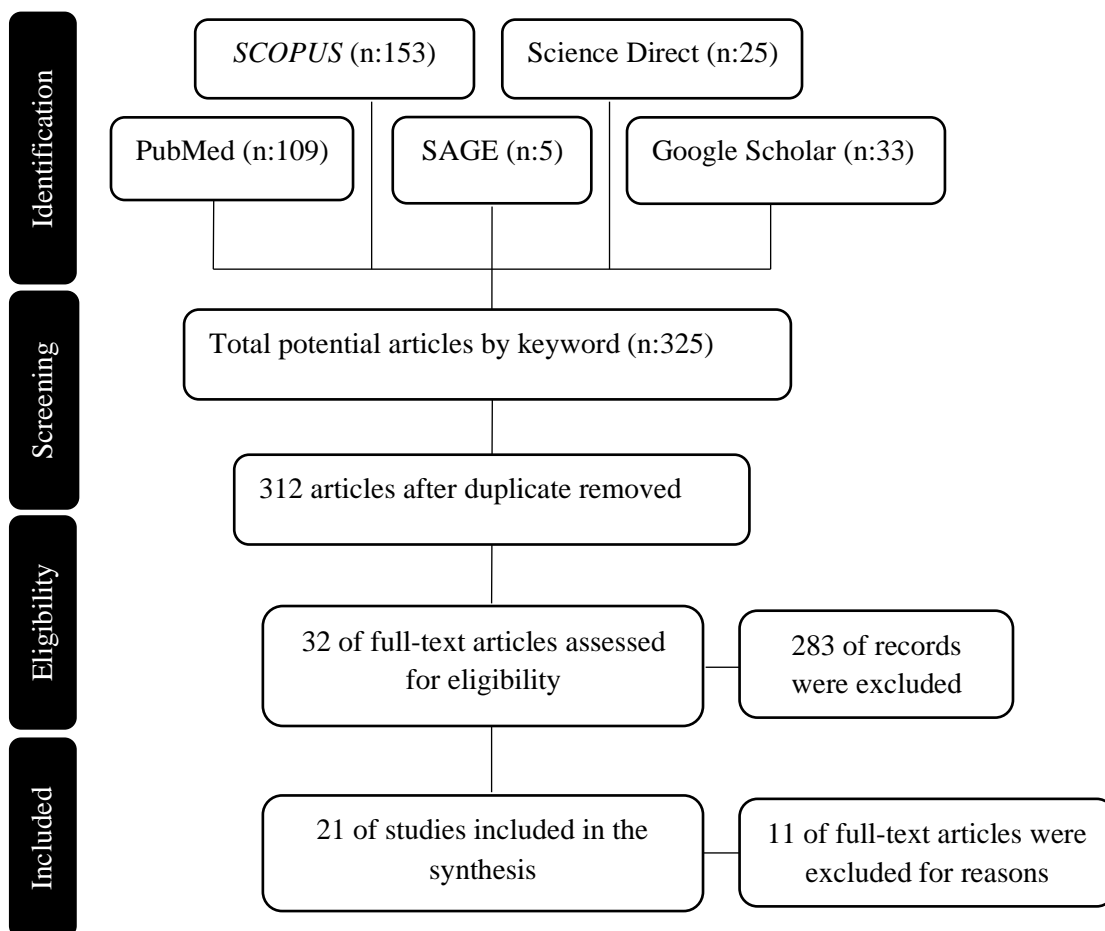 Identification
SCOPUS (n:153)
Science Direct (n:25)
PubMed (n:109)
SAGE (n:5)
Google Scholar (n:33)
Screening
Total potential articles by keyword (n:325)
312 articles after duplicate removed
Eligibility
32 of full-text articles assessed
for eligibility
283 of records
were excluded
Included
21 of studies included in the
synthesis
11 of full-text articles were
excluded for reasons